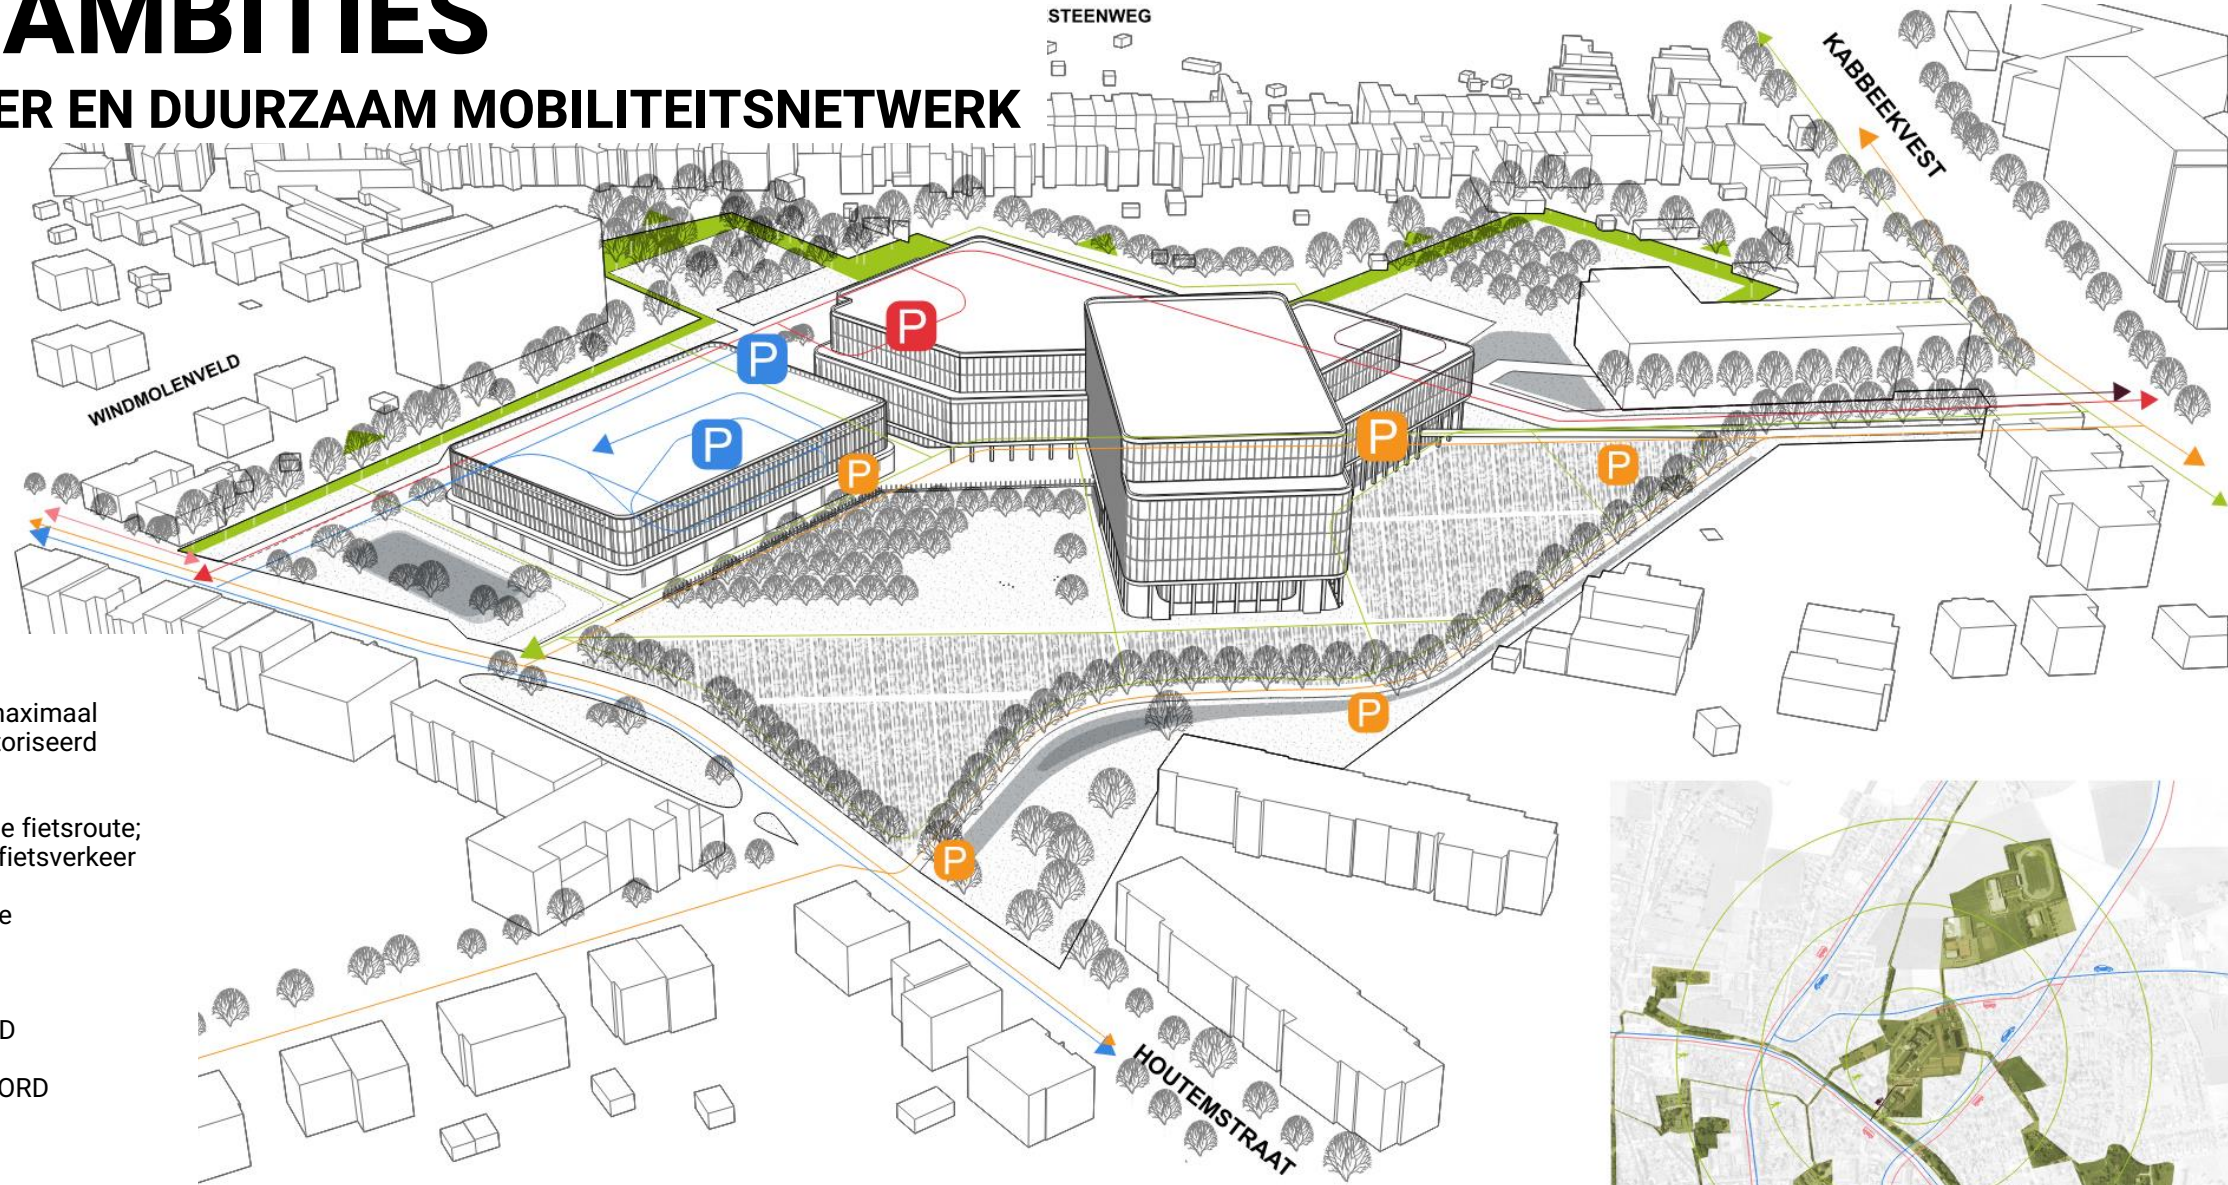 AMBITIES
ER EN DUURZAAM MOBILITEITSNETWERK
STEENWEG
KABBEEKVEST
WINDMOLENVELD
P
P
P
P
P
P
P
P
naximaal
toriseerd
e fietsroute;
fietsverkeer
e
D
ORD
HOUTEMSTRAAT